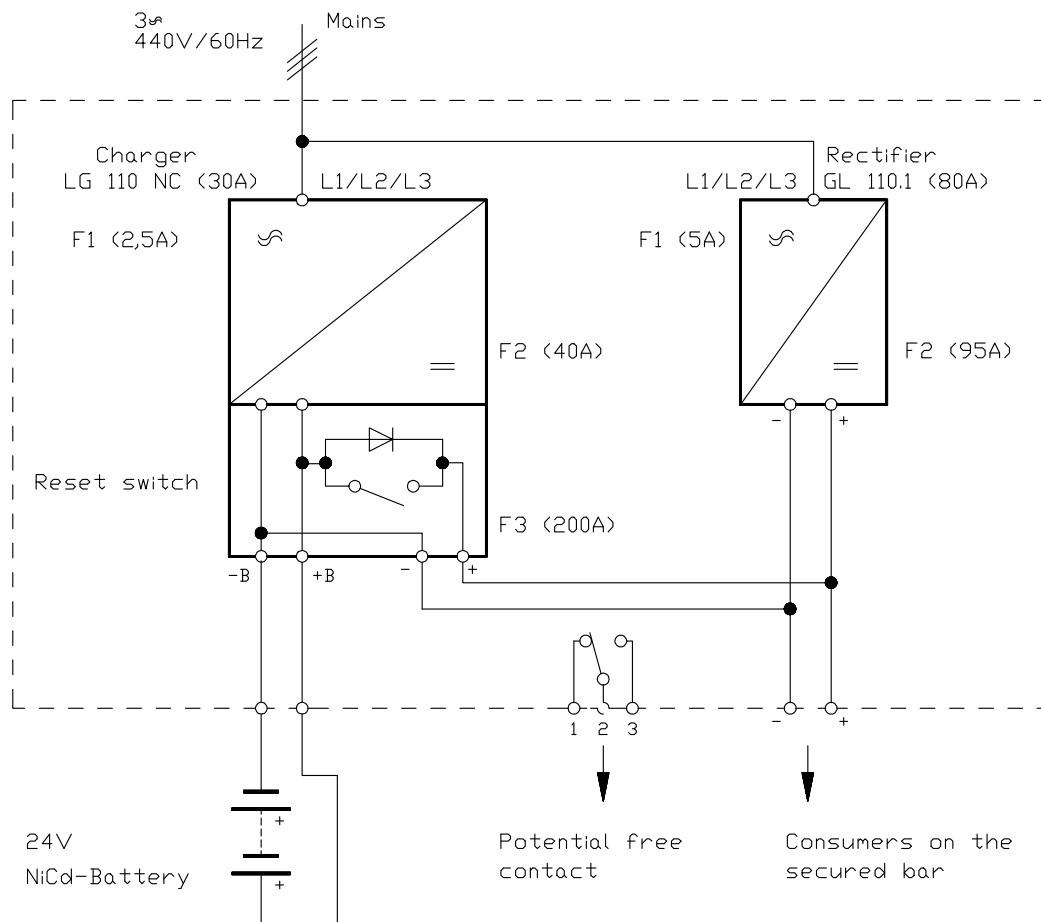 3~ Mains
440V/60Hz
Charger
LG 110 NC (30A)
L1/L2/L3
Rectifier
L1/L2/L3 GL 110.1 (80A)
F1 (2,5A)
F1 (5A)
F2 (40A)
F2 (95A)
- +
Reset switch
F3 (200A)
-B +B - +
1 2 3
- +
+
24V
NiCd-Battery
+
Potential free
contact
Consumers on the
secured bar